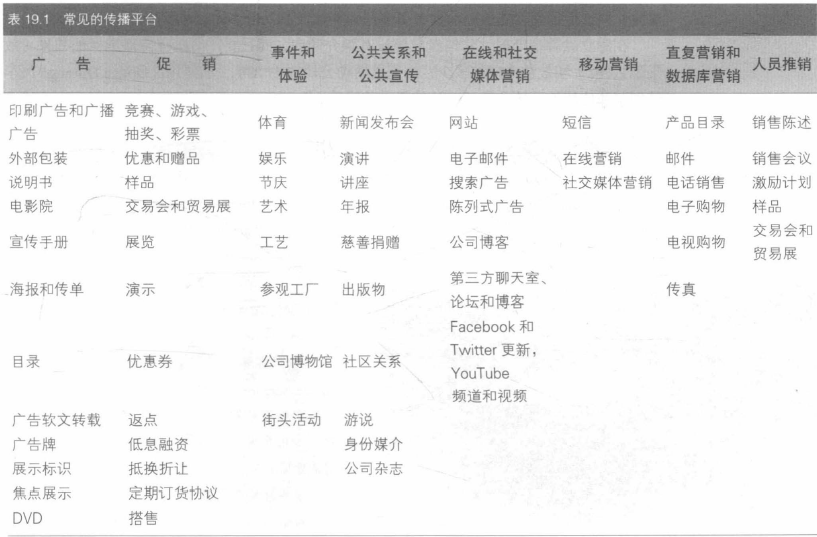 表 19.1 常见的传播平台
广 告 促 销 事件和体验 公共关系和公共宣传 在线和社交媒体营销 移动营销 直复营销和数据库营销 人员推销
印刷广告和广播广告 竞赛、游戏、抽奖、彩票 体育 新闻发布会 网站 短信 产品目录 销售陈述
外部包装 优惠和赠品 娱乐 演讲 电子邮件 在线营销 邮件 销售会议
说明书 样品 节庆 讲座 搜索广告 社交媒体营销 电话销售 激励计划
电影院 交易会和贸易展 艺术 年报 陈列式广告 电子购物 样品
宣传手册 展览 工艺 慈善捐赠 公司博客 电视购物 交易会和贸易展
海报和传单 演示 参观工厂 出版物 第三方聊天室、论坛和博客 传真
目录 优惠券 公司博物馆 社区关系 Facebook 和 Twitter 更新，YouTube 频道和视频
广告软文转载 返点 街头活动 游说
广告牌 低息融资 身份媒介
展示标识 抵换折让 公司杂志
焦点展示 定期订货协议
DVD 搭售